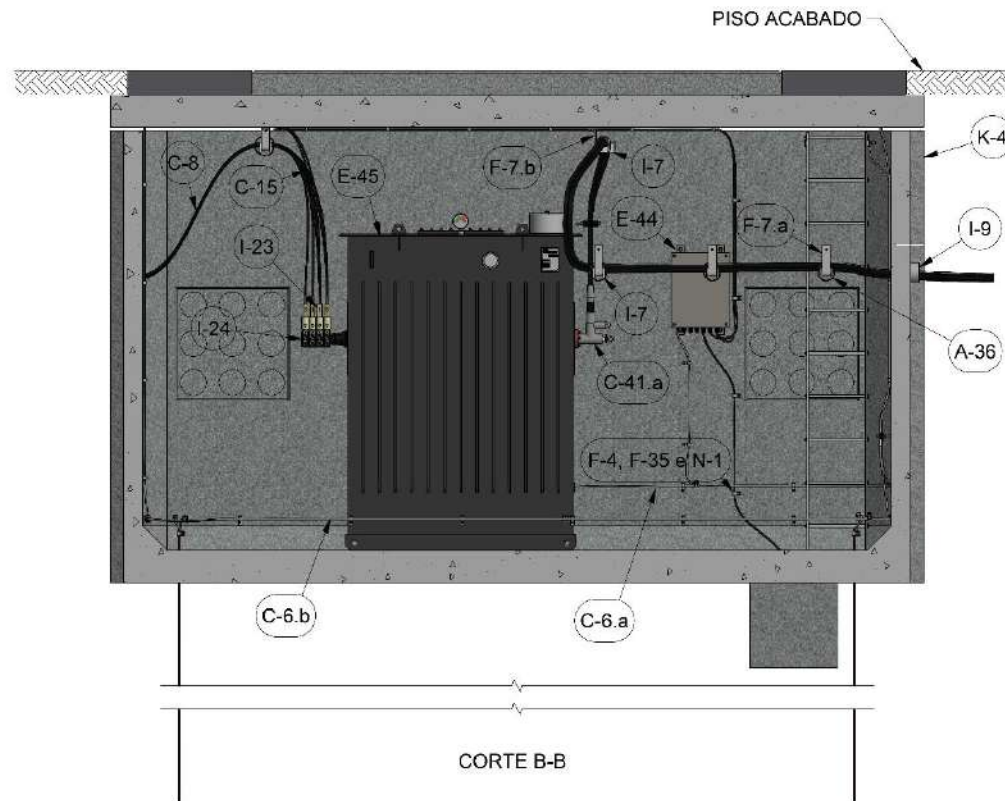 PISO ACABADO
K-4
F-7.b
I-7
C-8
C-15
E-45
E-44
F-7.a
I-9
I-23
I-24
I-7
A-36
C-41.a
F-4, F-35 e N-1
C-6.b
C-6.a
CORTE B-B